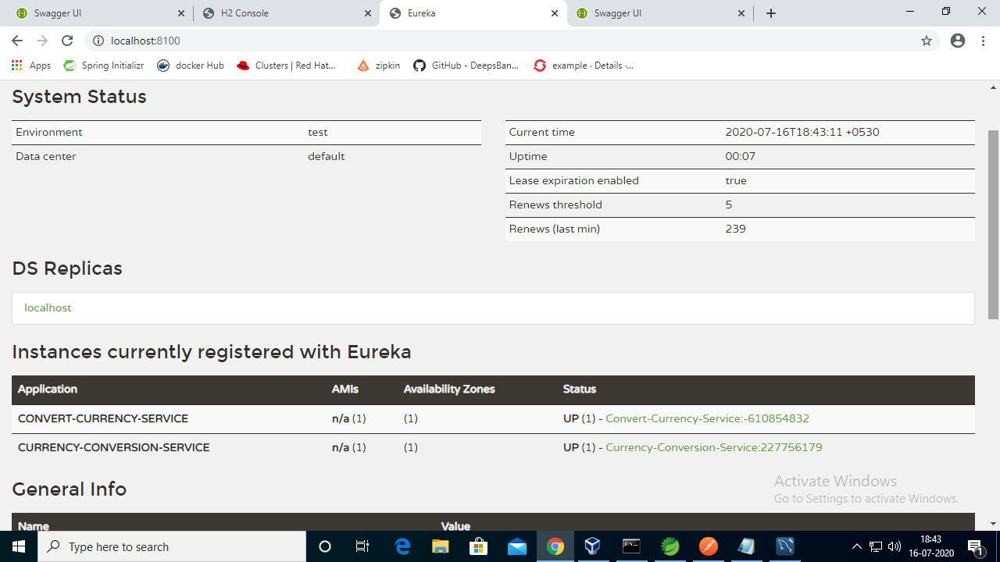 Swagger UI
H2 Console
Eureka
Swagger UI
localhost:8100
Apps
Spring Initializr
docker Hub
Clusters | Red Hat...
zipkin
GitHub - DeepsBan...
example · Details ·...
System Status
Environment test
Data center default
Current time 2020-07-16T18:43:11 +0530
Uptime 00:07
Lease expiration enabled true
Renews threshold 5
Renews (last min) 239
DS Replicas
localhost
Instances currently registered with Eureka
Application AMIs Availability Zones Status
CONVERT-CURRENCY-SERVICE n/a (1) (1) UP (1) - Convert-Currency-Service:-610854832
CURRENCY-CONVERSION-SERVICE n/a (1) (1) UP (1) - Currency-Conversion-Service:227756179
General Info
Activate Windows
Go to Settings to activate Windows.
Name Value
Type here to search
18:43
16-07-2020
1